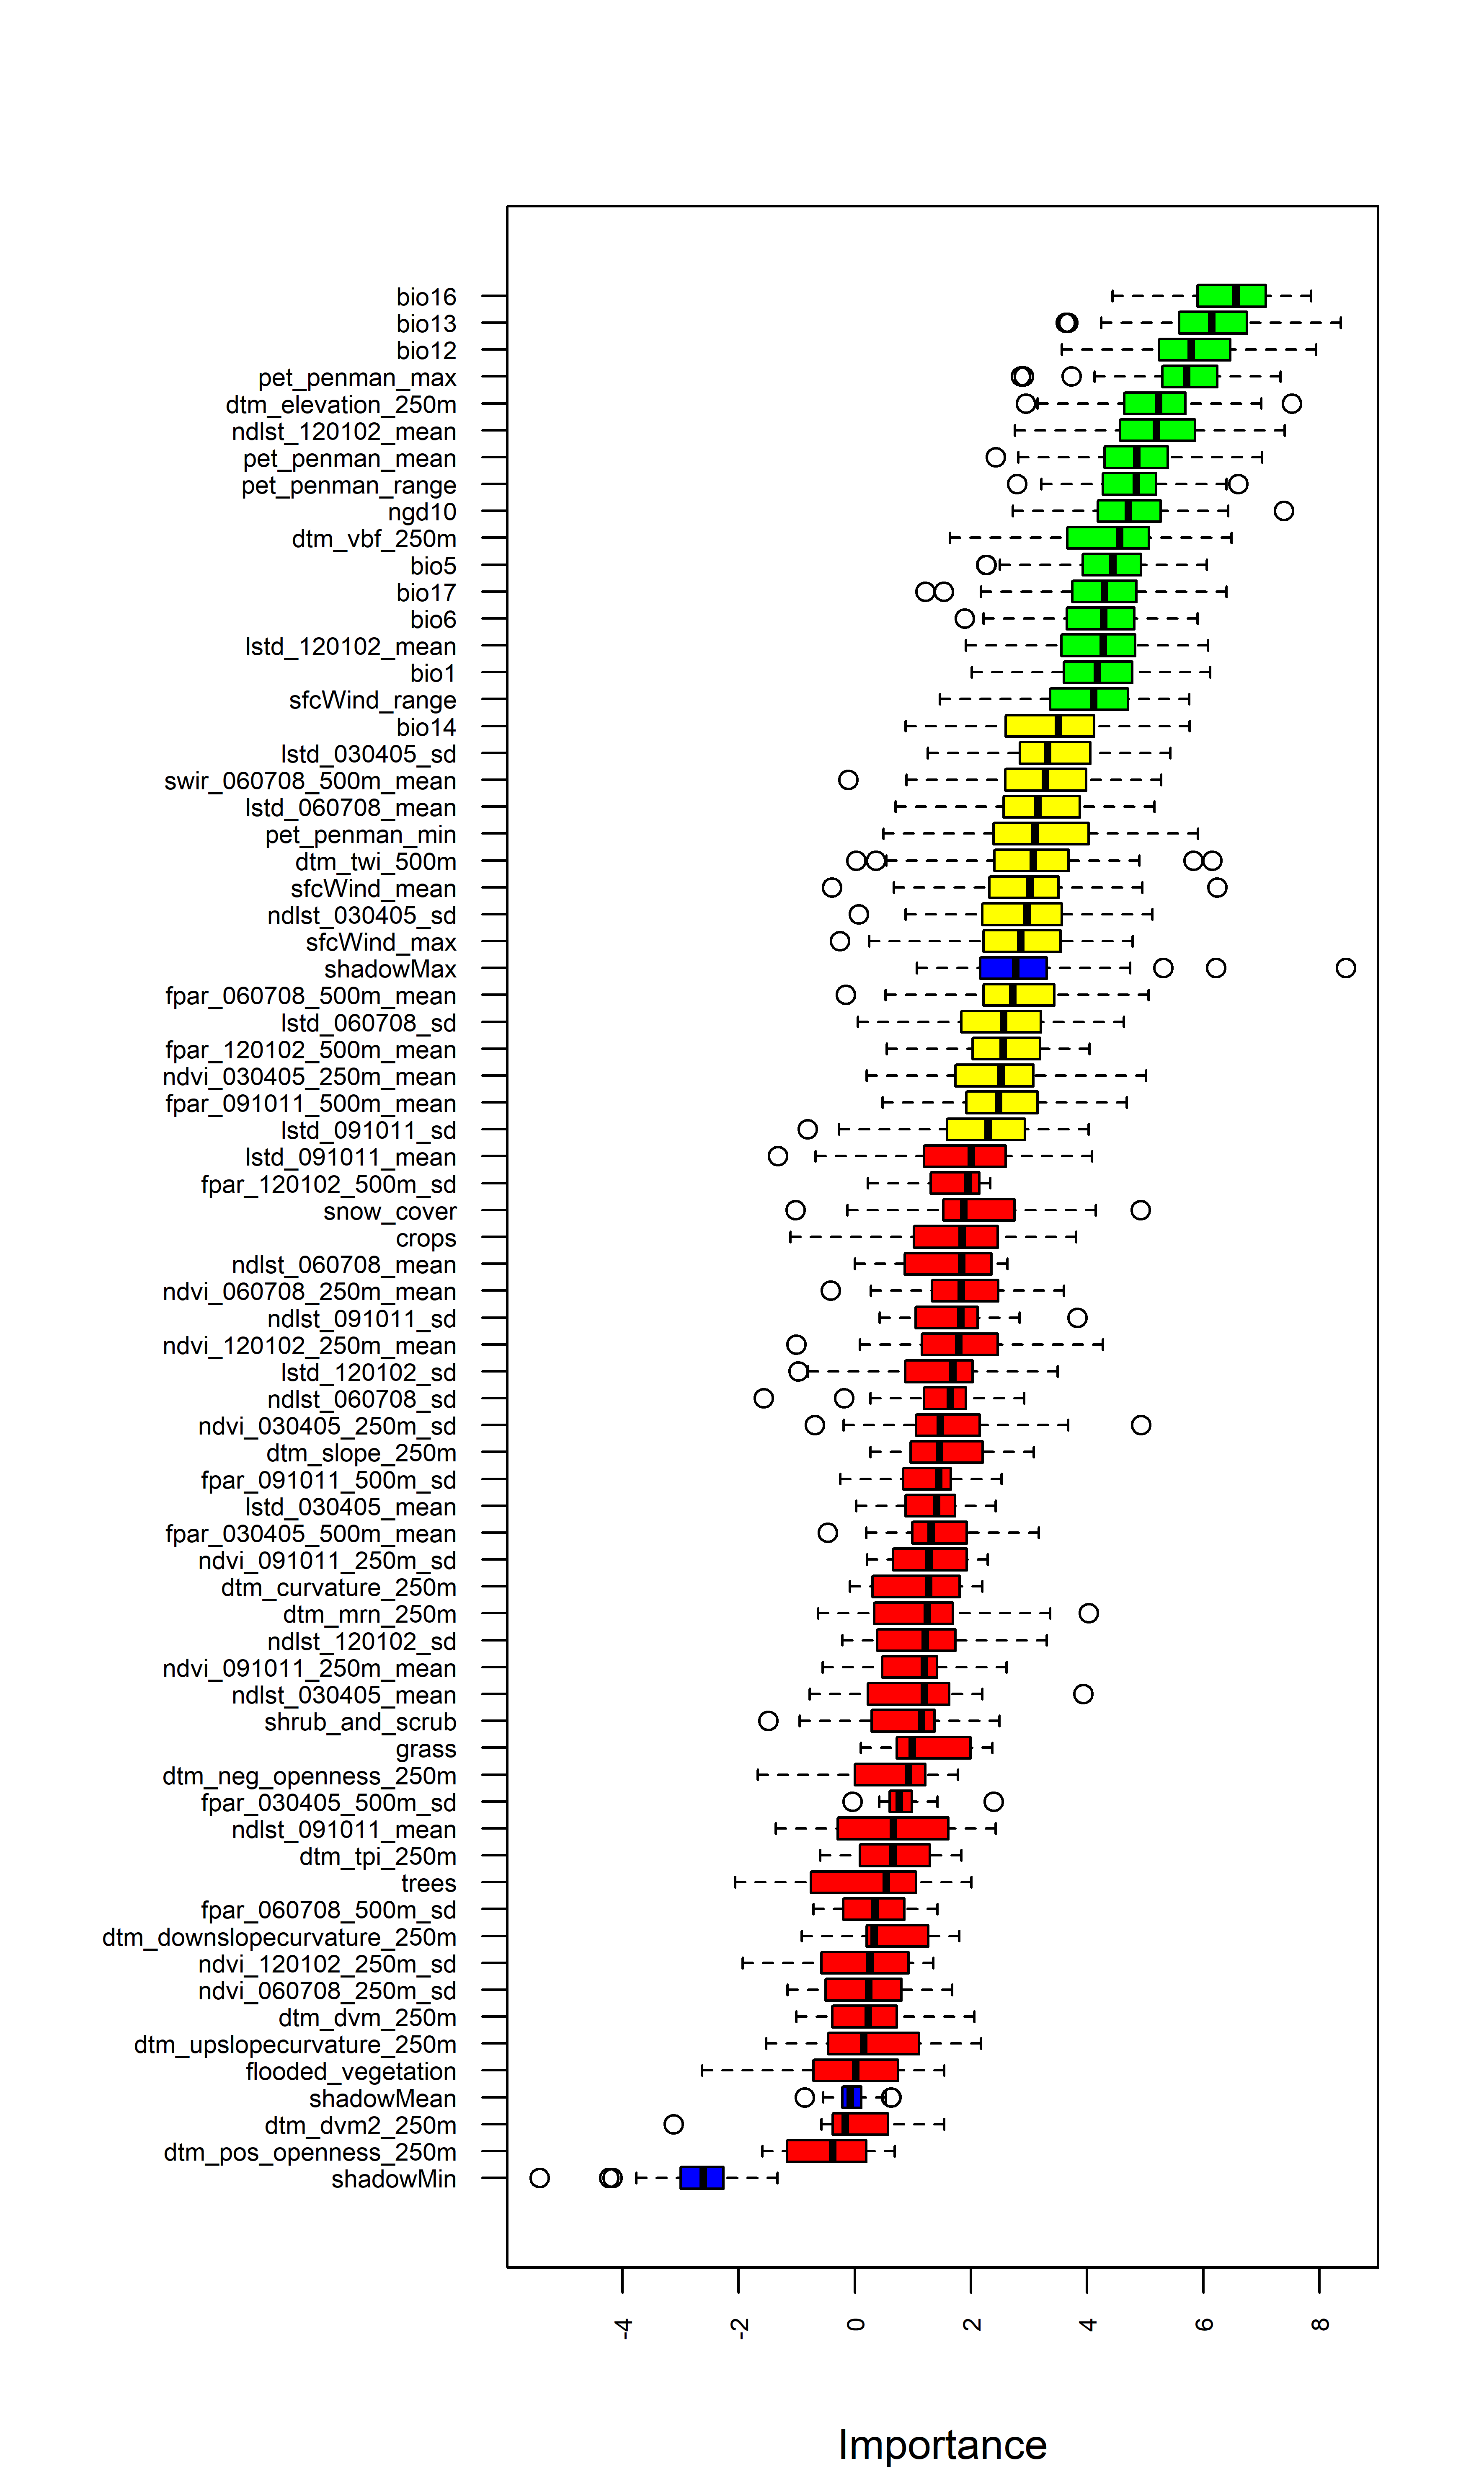 bio16
bio13
bio12
pet_penman_max
dtm_elevation_250m
ndlst_120102_mean
pet_penman_mean
pet_penman_range
ngd10
dtm_vbf_250m
bio5
bio17
bio6
lstd_120102_mean
bio1
sfcWind_range
bio14
lstd_030405_sd
swir_060708_500m_mean
lstd_060708_mean
pet_penman_min
dtm_twi_500m
sfcWind_mean
ndlst_030405_sd
sfcWind_max
shadowMax
fpar_060708_500m_mean
lstd_060708_sd
fpar_120102_500m_mean
ndvi_030405_250m_mean
fpar_091011_500m_mean
lstd_091011_sd
lstd_091011_mean
fpar_120102_500m_sd
snow_cover
crops
ndlst_060708_mean
ndvi_060708_250m_mean
ndlst_091011_sd
ndvi_120102_250m_mean
lstd_120102_sd
ndlst_060708_sd
ndvi_030405_250m_sd
dtm_slope_250m
fpar_091011_500m_sd
lstd_030405_mean
fpar_030405_500m_mean
ndvi_091011_250m_sd
dtm_curvature_250m
dtm_mrn_250m
ndlst_120102_sd
ndvi_091011_250m_mean
ndlst_030405_mean
shrub_and_scrub
grass
dtm_neg_openness_250m
fpar_030405_500m_sd
ndlst_091011_mean
dtm_tpi_250m
trees
fpar_060708_500m_sd
dtm_downslopecurvature_250m
ndvi_120102_250m_sd
ndvi_060708_250m_sd
dtm_dvm_250m
dtm_upslopecurvature_250m
flooded_vegetation
shadowMean
dtm_dvm2_250m
dtm_pos_openness_250m
shadowMin
-4 -2 0 2 4 6 8
Importance